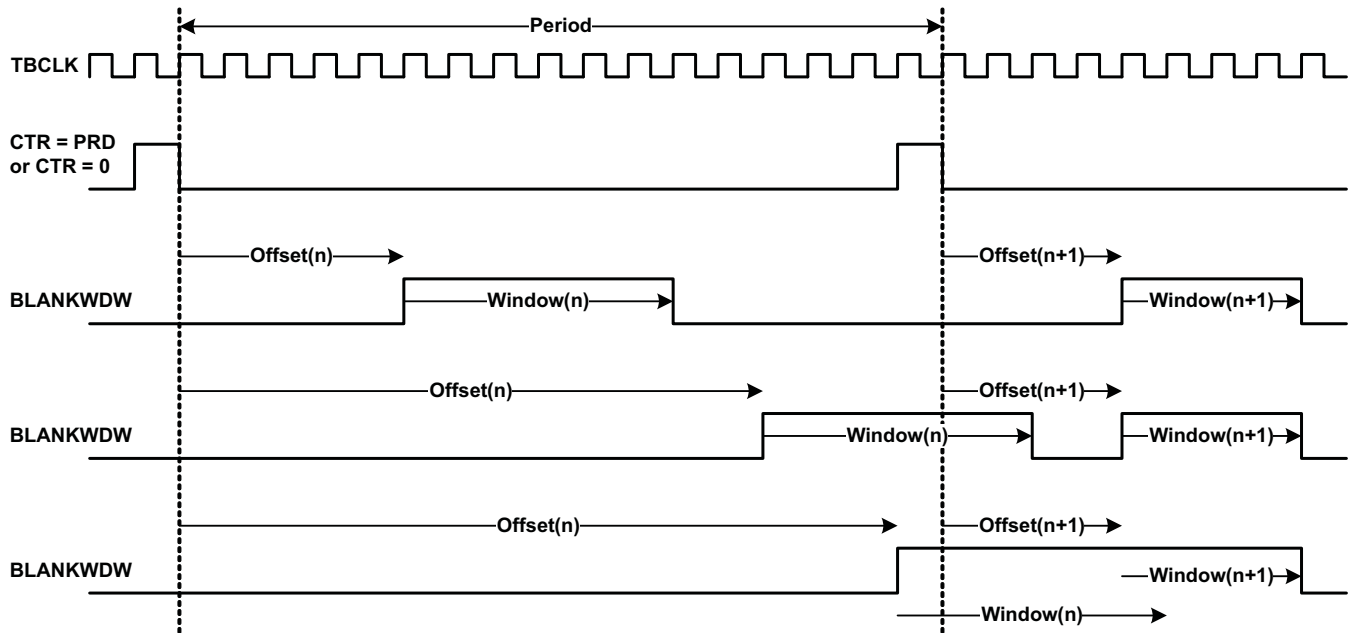 Period
TBCLK
CTR = PRD
or CTR = 0
Offset(n)
Offset(n+1)
BLANKWDW
Window(n)
Window(n+1)
Offset(n)
Offset(n+1)
BLANKWDW
Window(n)
Window(n+1)
Offset(n)
Offset(n+1)
BLANKWDW
Window(n+1)
Window(n)